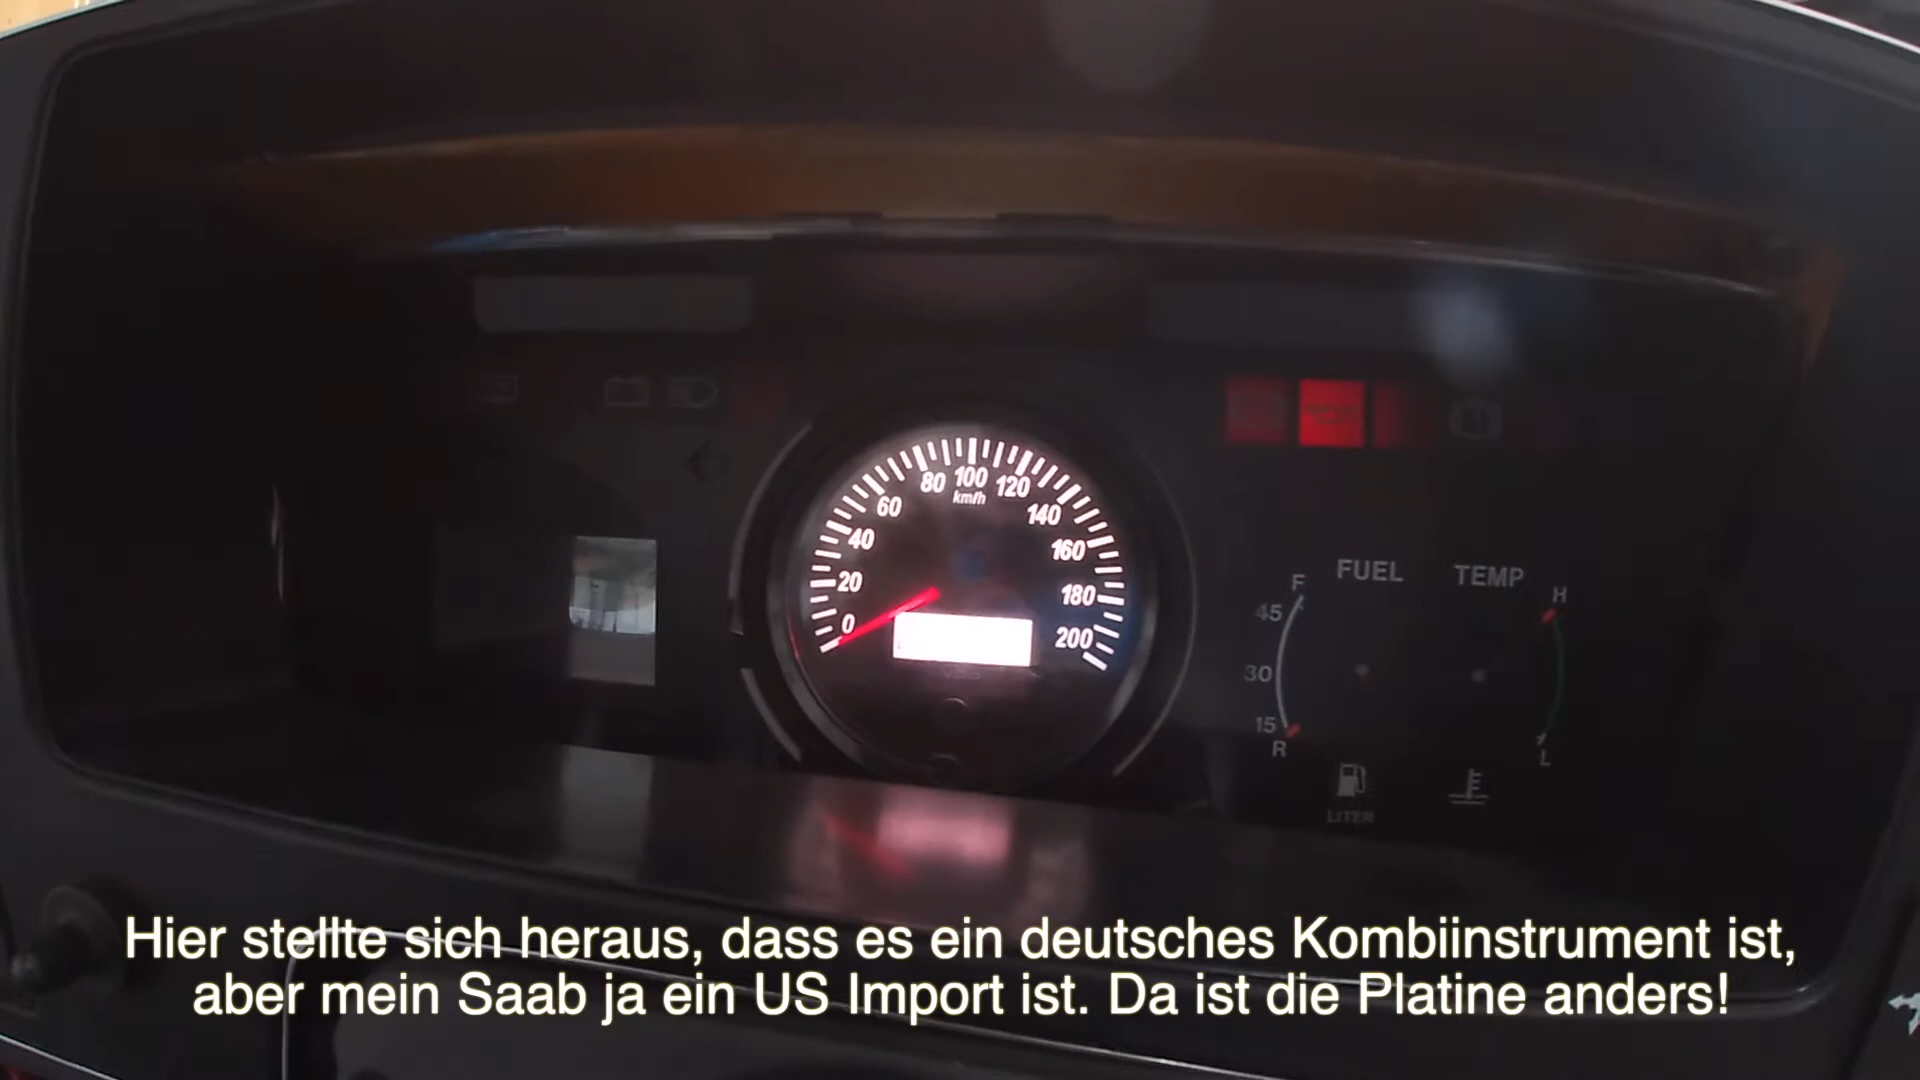 80 100 120
km/h
60 140
40 160
20 180
0 200
FUEL TEMP
F H
45
30
15
R L
LITER
Hier stellte sich heraus, dass es ein deutsches Kombiinstrument ist,
aber mein Saab ja ein US Import ist. Da ist die Platine anders!